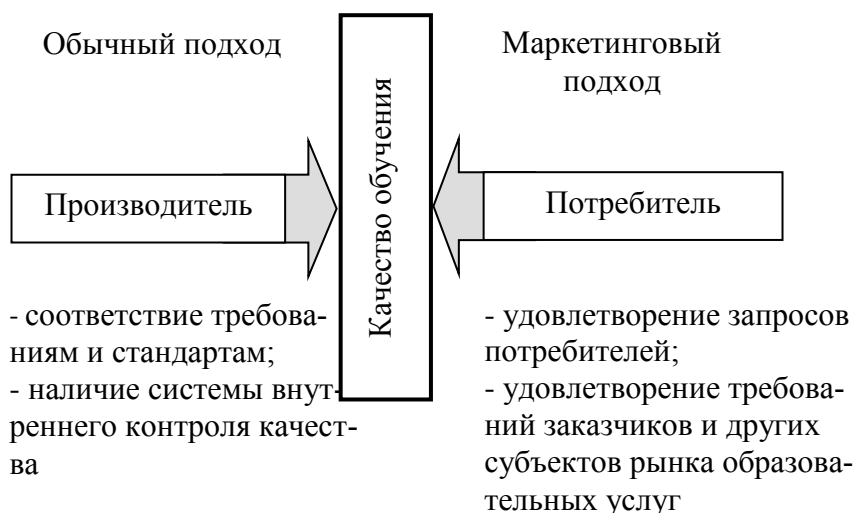 Обычный подход
Маркетинговый
подход
Качество обучения
Производитель
Потребитель
- соответствие требова-
ниям и стандартам;
- наличие системы внут-
реннего контроля качест-
ва
- удовлетворение запросов
потребителей;
- удовлетворение требова-
ний заказчиков и других
субъектов рынка образова-
тельных услуг